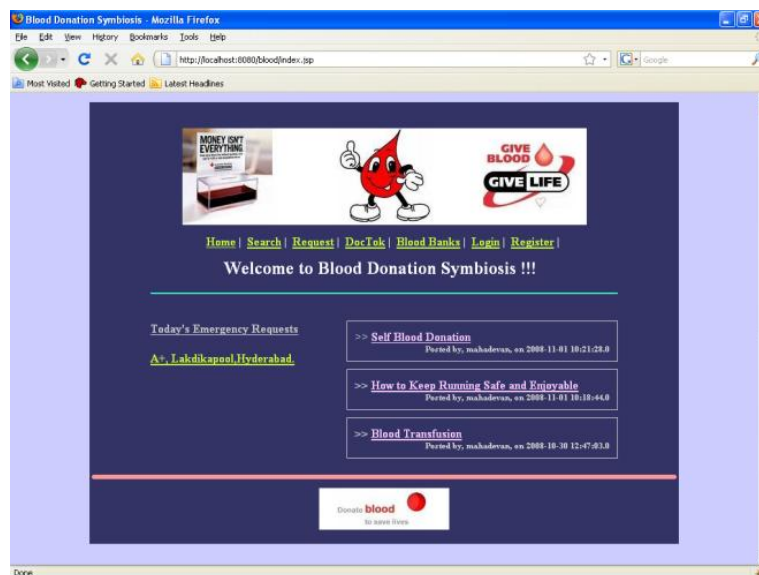 Blood Donation Symbiosis - Mozilla Firefox
File Edit View History Bookmarks Tools Help
http://localhost:8080/blood/index.jsp
Google
Most Visited Getting Started Latest Headlines
MONEY ISN'T
EVERYTHING
GIVE
BLOOD
GIVE LIFE
Home | Search | Request | DocTok | Blood Banks | Login | Register |
Welcome to Blood Donation Symbiosis !!!
Today's Emergency Requests
A+, Lakdikapool,Hyderabad.
>> Self Blood Donation
Posted by, mahadevan, on 2008-11-01 10:21:28.0
>> How to Keep Running Safe and Enjoyable
Posted by, mahadevan, on 2008-11-01 10:18:44.0
>> Blood Transfusion
Posted by, mahadevan, on 2008-10-30 12:47:03.0
Donate blood
to save lives
Done